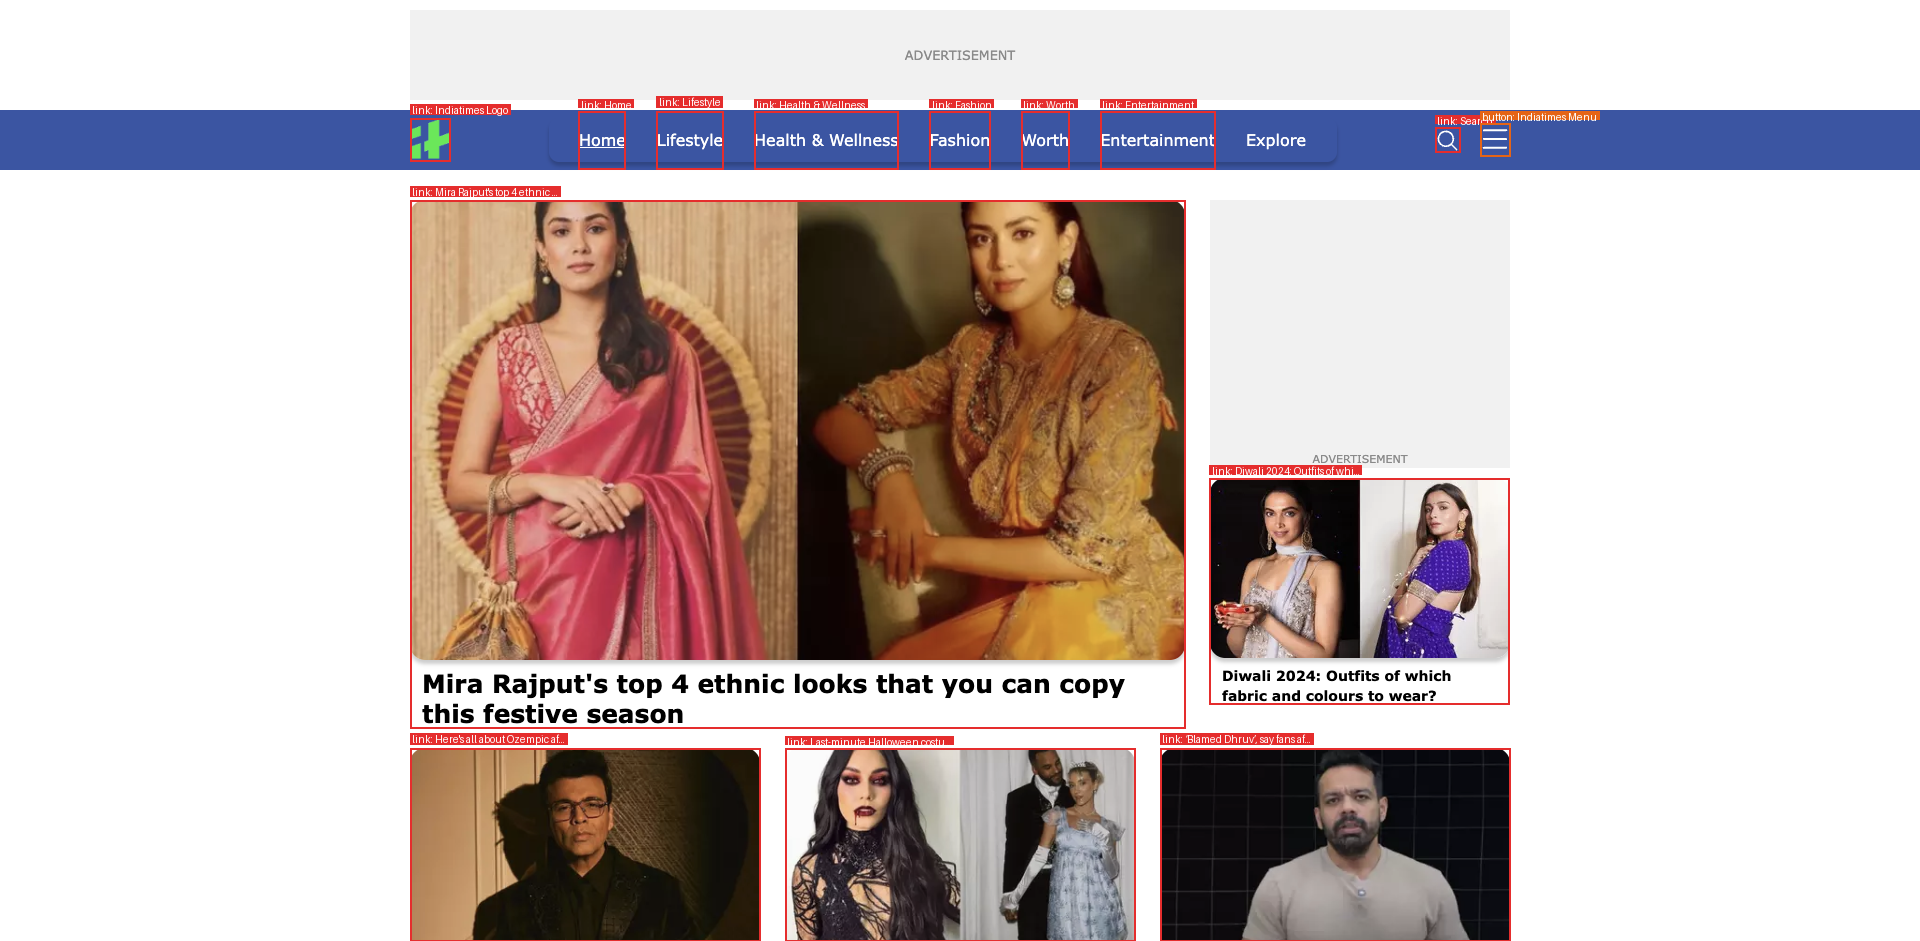 ADVERTISEMENT
link: Indiatimes Logo
link: Home
link: Lifestyle
link: Health & Wellness
link: Fashion
link: Worth
link: Entertainment
link: Search
button: Indiatimes Menu
Home
Lifestyle
Health & Wellness
Fashion
Worth
Entertainment
Explore
link: Mira Rajput's top 4 ethnic ...
ADVERTISEMENT
link: Diwali 2024: Outfits of whi...
Mira Rajput's top 4 ethnic looks that you can copy
this festive season
Diwali 2024: Outfits of which
fabric and colours to wear?
link: Here's all about Ozempic af...
link: Last-minute Halloween costu...
link: 'Blamed Dhruv', say fans af...